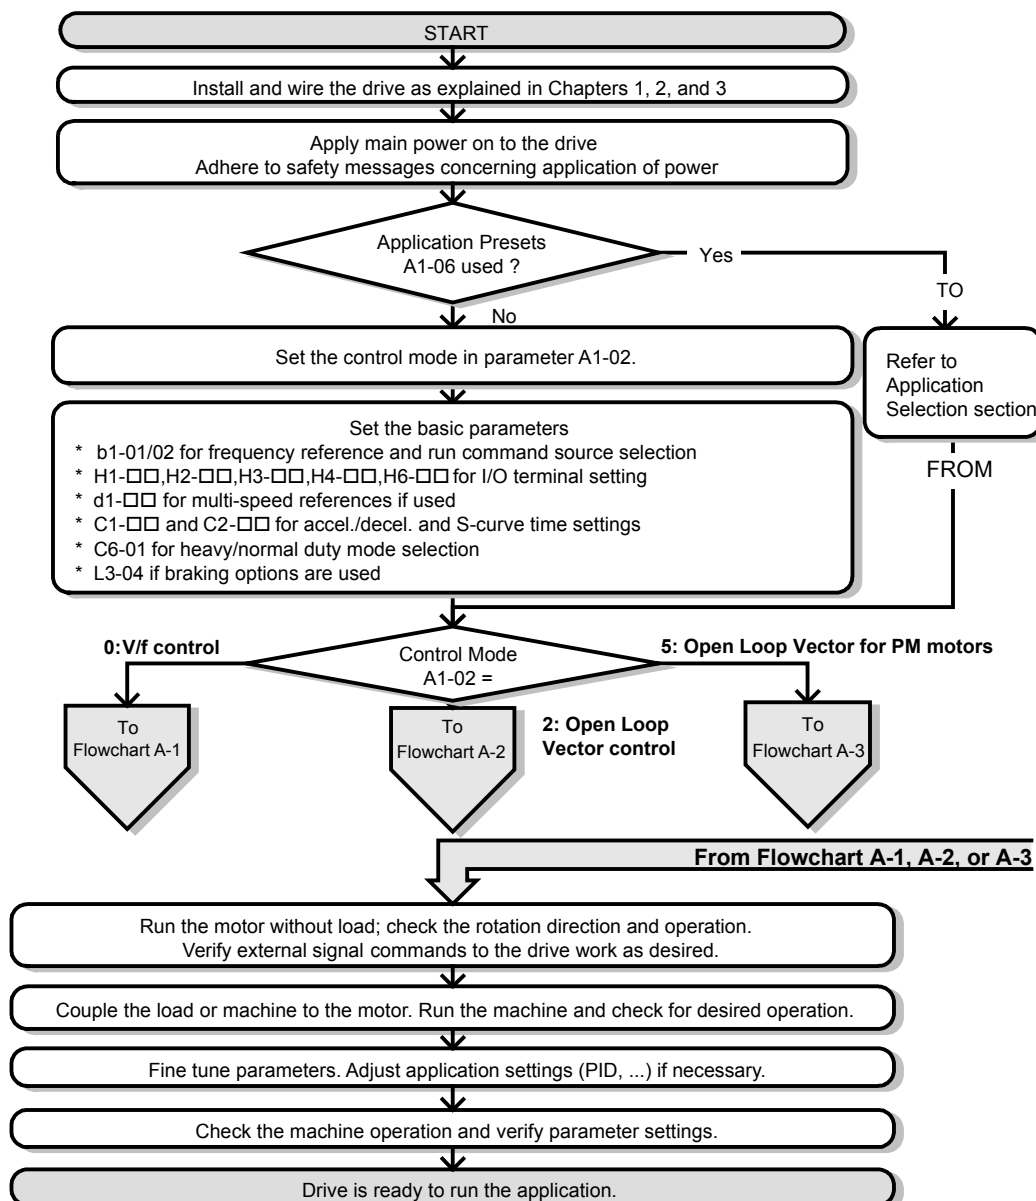 START
Install and wire the drive as explained in Chapters 1, 2, and 3
Apply main power on to the drive
Adhere to safety messages concerning application of power
Application Presets
A1-06 used ?
Yes
TO
No
Set the control mode in parameter A1-02.
Refer to
Application
Selection section
FROM
Set the basic parameters
* b1-01/02 for frequency reference and run command source selection
* H1-□□,H2-□□,H3-□□,H4-□□,H6-□□ for I/O terminal setting
* d1-□□ for multi-speed references if used
* C1-□□ and C2-□□ for accel./decel. and S-curve time settings
* C6-01 for heavy/normal duty mode selection
* L3-04 if braking options are used
0:V/f control
Control Mode
A1-02 =
5: Open Loop Vector for PM motors
To
Flowchart A-1
To
Flowchart A-2
2: Open Loop
Vector control
To
Flowchart A-3
From Flowchart A-1, A-2, or A-3
Run the motor without load; check the rotation direction and operation.
Verify external signal commands to the drive work as desired.
Couple the load or machine to the motor. Run the machine and check for desired operation.
Fine tune parameters. Adjust application settings (PID, ...) if necessary.
Check the machine operation and verify parameter settings.
Drive is ready to run the application.